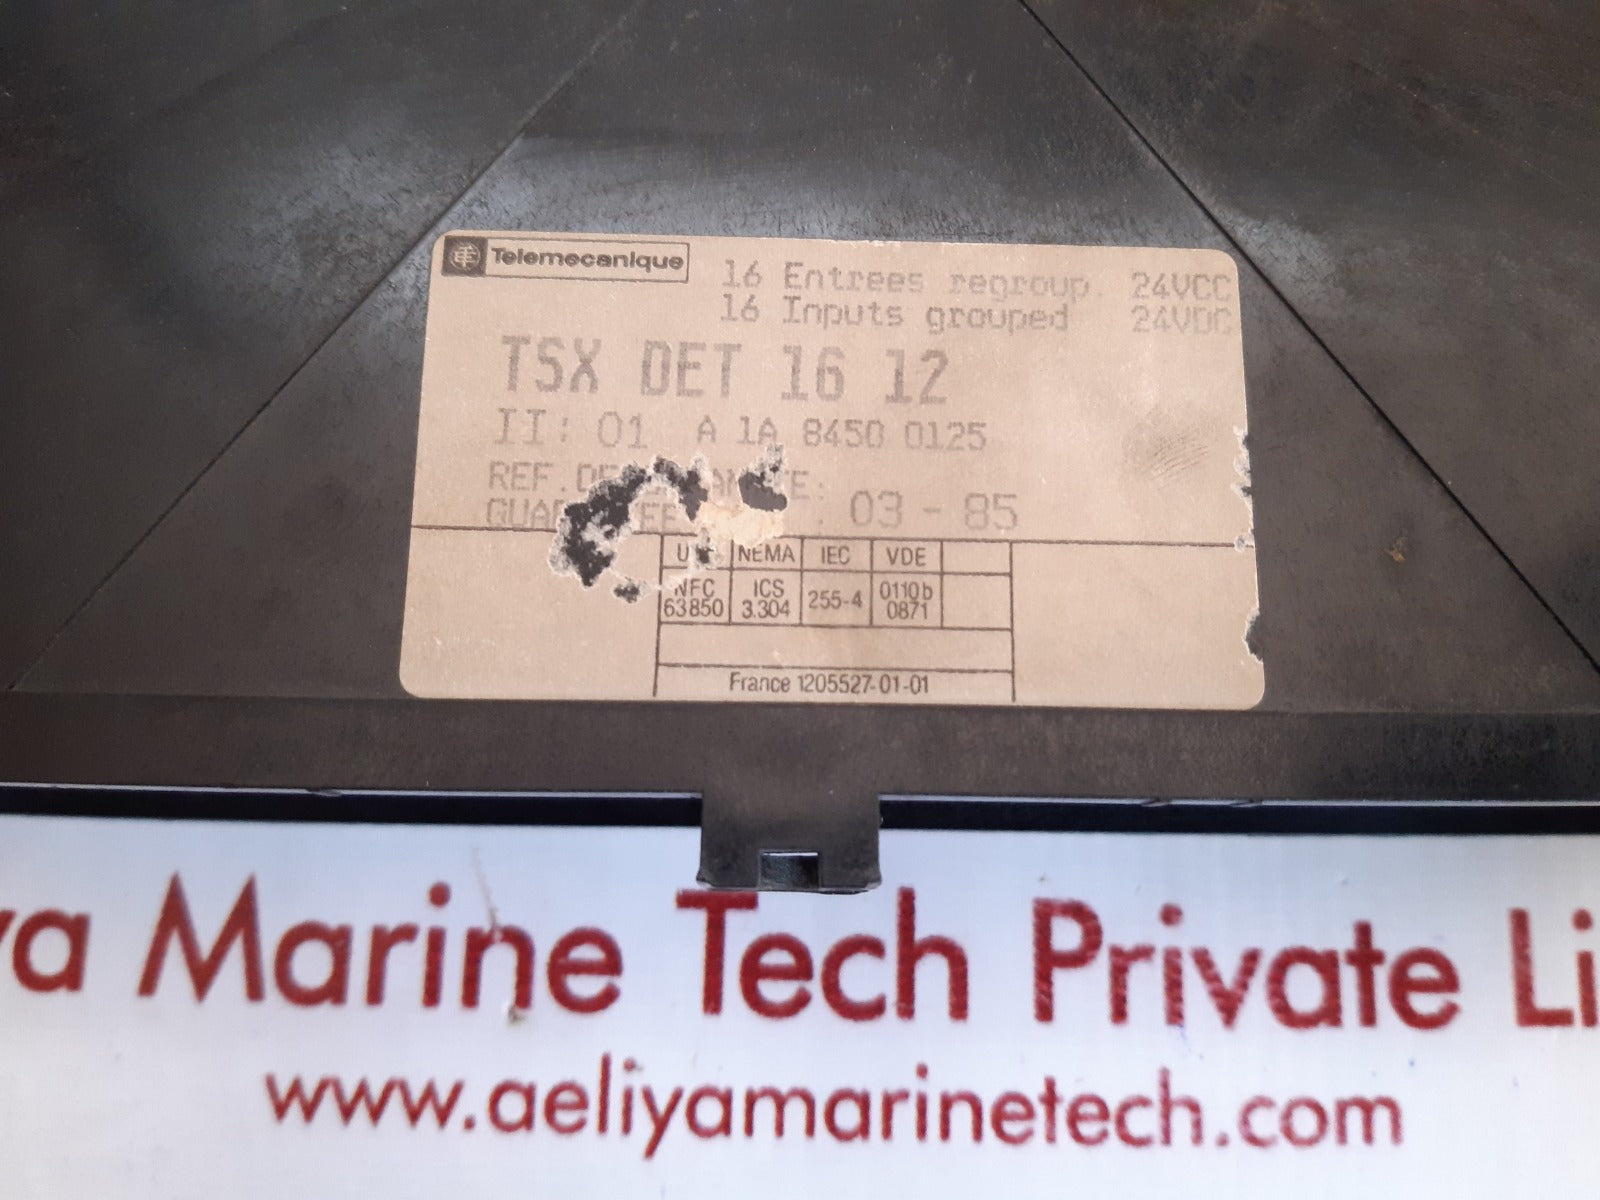 Telemecanique
16 Entrees regroup. 24VCC
16 Inputs grouped 24VDC
TSX DET 16 12
II: 01 A 1A 8450 0125
REF.
03 - 85
NEMA IEC VDE
NFC 63850 ICS 3.304 255-4 0110b 0871
France 1205527-01-01
Marine Tech Private
www.aeliyamarinetech.com